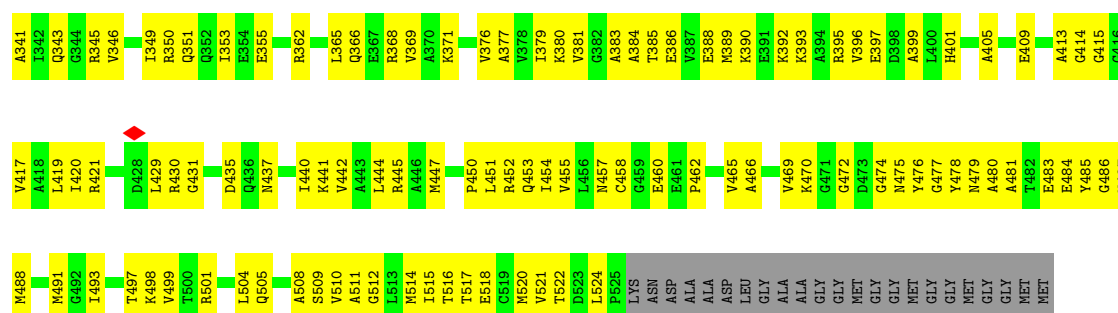 A341 I342 Q343 G344 R345 V346 I349 R350 Q351 Q352 I353 E354 E355 R362 L365 Q366 E367 R368 V369 A370 K371 V376 A377 V378 I379 K380 V381 G382 A383 A384 T385 E386 V387 E388 M389 K390 E391 K392 K393 A394 R395 V396 E397 D398 A399 L400 H401 A405 E409 A413 G414 G415
V417 A418 L419 I420 R421 D428 L429 R430 G431 D435 Q436 N437 I440 K441 V442 A443 L444 R445 A446 M447 P450 L451 R452 Q453 I454 V455 L456 N457 C458 G459 E460 E461 P462 V465 A466 V469 K470 G471 G472 D473 G474 N475 Y476 G477 Y478 N479 A480 A481 T482 E483 E484 Y485 G486
M488 M491 G492 I493 T497 K498 V499 T500 R501 L504 Q505 A508 S509 V510 A511 G512 L513 M514 I515 T516 T517 E518 C519 M520 V521 T522 D523 L524 P525 LYS ASN ASP ALA ALA ASP LEU GLY ALA ALA GLY GLY MET GLY GLY MET GLY GLY MET GLY GLY MET MET